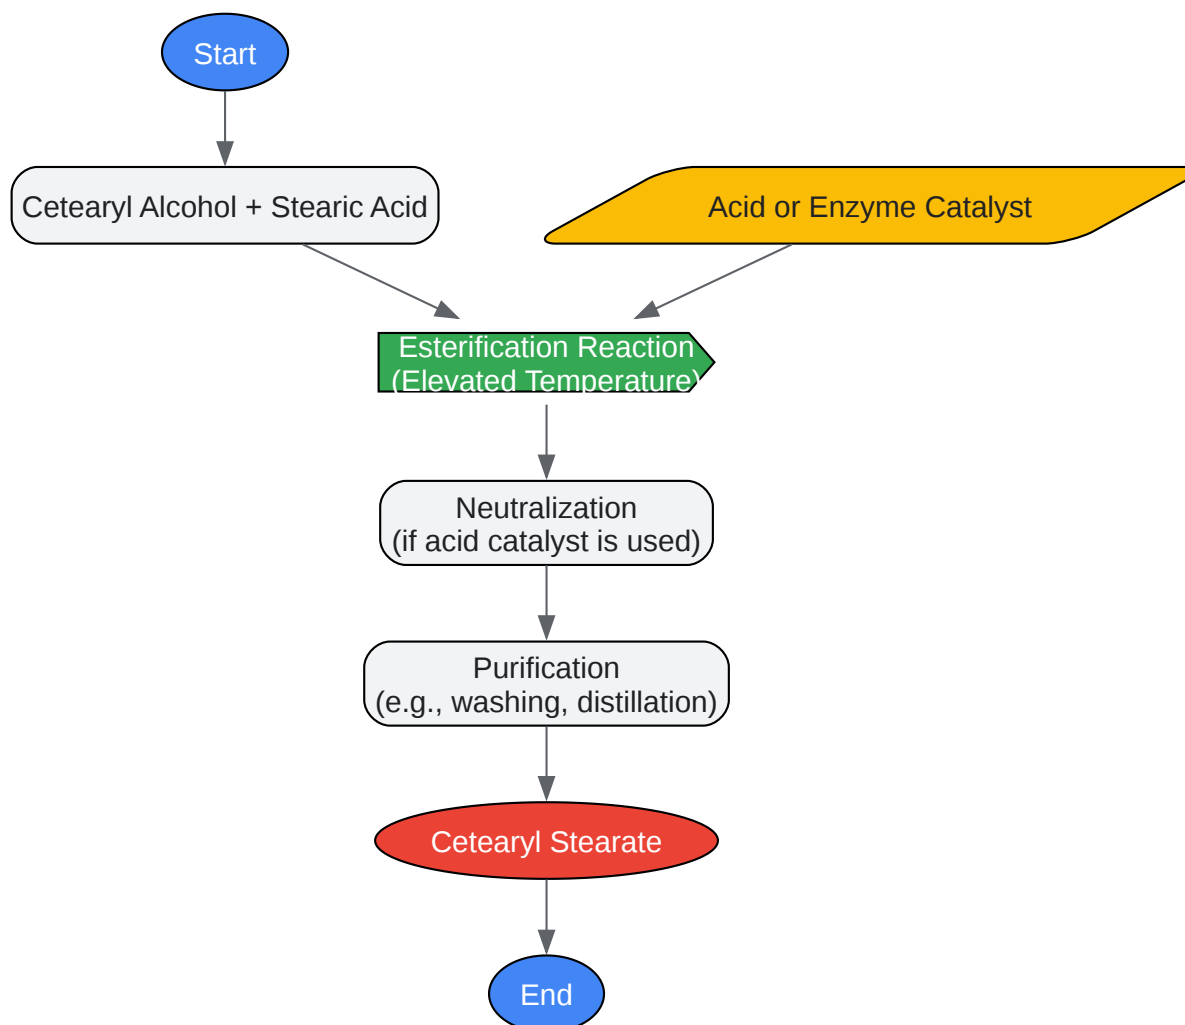 Start
Cetearyl Alcohol + Stearic Acid
Acid or Enzyme Catalyst
Esterification Reaction
(Elevated Temperature)
Neutralization
(if acid catalyst is used)
Purification
(e.g., washing, distillation)
Cetearyl Stearate
End